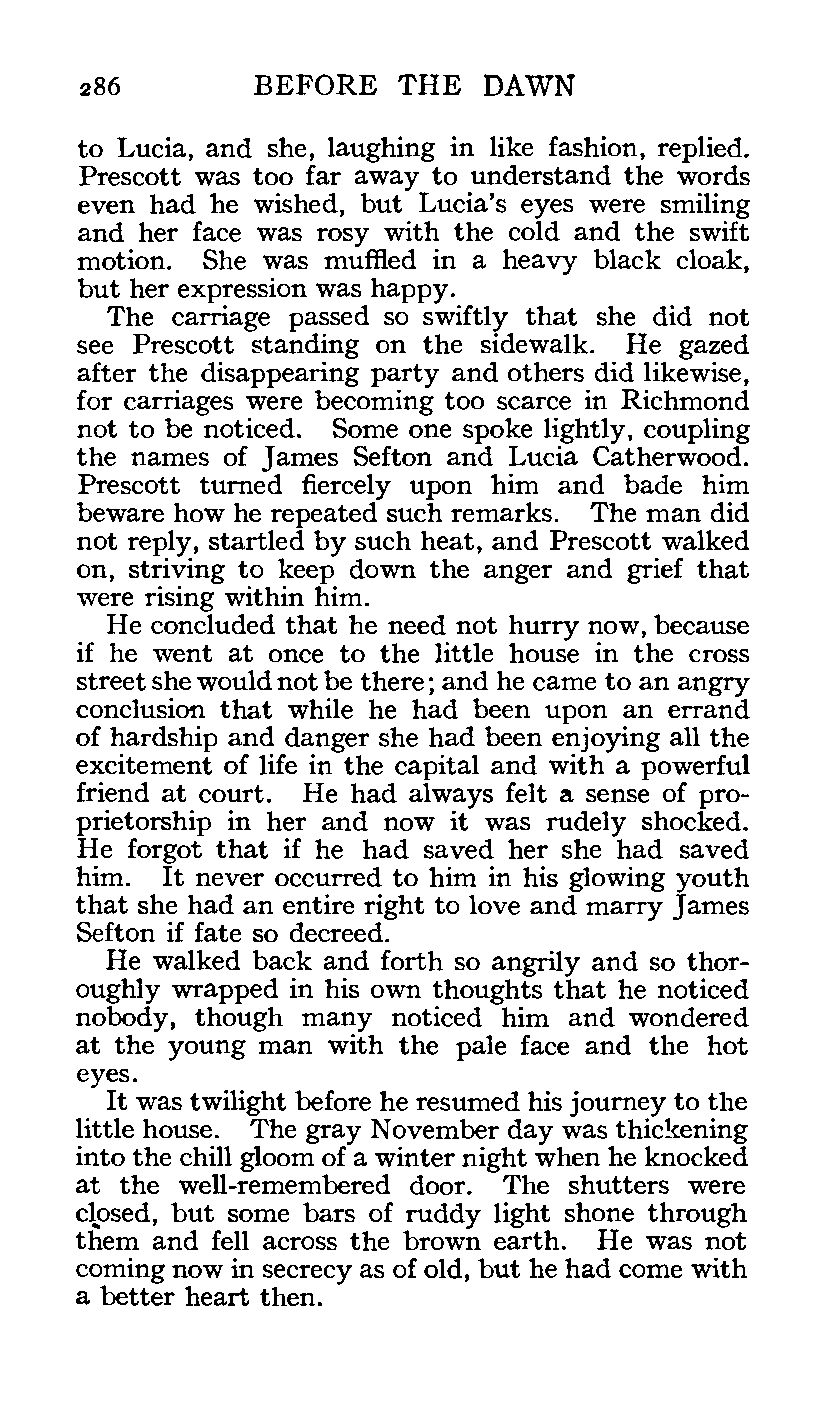 286 BEFORE THE DAWN
to Lucia, and she, laughing in like fashion, replied.
Prescott was too far away to understand the words
even had he wished, but Lucia's eyes were smiling
and her face was rosy with the cold and the swift
motion. She was muffled in a heavy black cloak,
but her expression was happy.
The carriage passed so swiftly that she did not
see Prescott standing on the sidewalk. He gazed
after the disappearing party and others did likewise,
for carriages were becoming too scarce in Richmond
not to be noticed. Some one spoke lightly, coupling
the names of James Sefton and Lucia Catherwood.
Prescott turned fiercely upon him and bade him
beware how he repeated such remarks. The man did
not reply, startled by such heat, and Prescott walked
on, striving to keep down the anger and grief that
were rising within him.
He concluded that he need not hurry now, because
if he went at once to the little house in the cross
street she would not be there; and he came to an angry
conclusion that while he had been upon an errand
of hardship and danger she had been enjoying all the
excitement of life in the capital and with a powerful
friend at court. He had always felt a sense of pro-
prietorship in her and now it was rudely shocked.
He forgot that if he had saved her she had saved
him. It never occurred to him in his glowing youth
that she had an entire right to love and marry James
Sefton if fate so decreed.
He walked back and forth so angrily and so thor-
oughly wrapped in his own thoughts that he noticed
nobody, though many noticed him and wondered
at the young man with the pale face and the hot
eyes.
It was twilight before he resumed his journey to the
little house. The gray November day was thickening
into the chill gloom of a winter night when he knocked
at the well-remembered door. The shutters were
closed, but some bars of ruddy light shone through
them and fell across the brown earth. He was not
coming now in secrecy as of old, but he had come with
a better heart then.